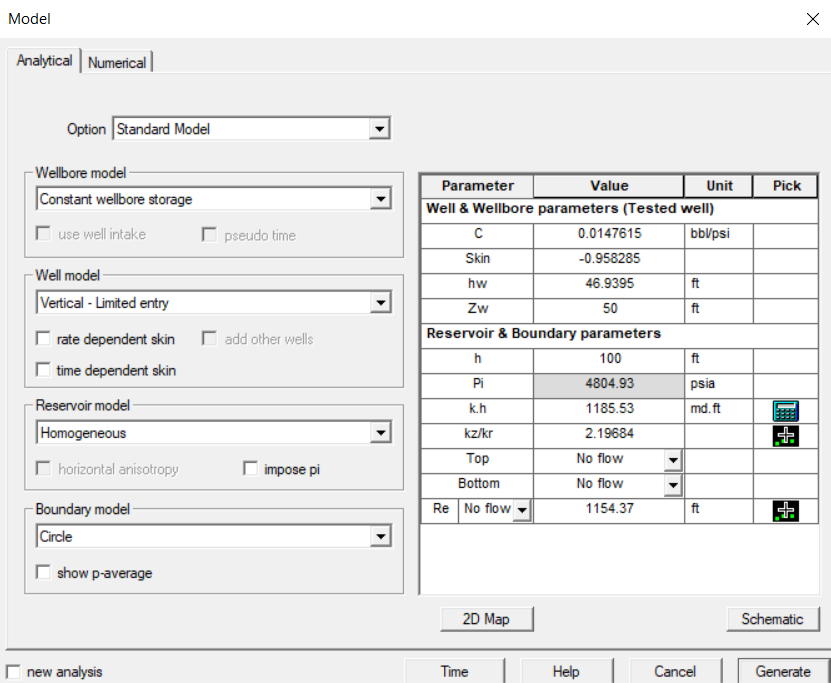 Model
Analytical Numerical
Option Standard Model
Wellbore model
Constant wellbore storage
use well intake pseudo time
Well model
Vertical - Limited entry
rate dependent skin add other wells
time dependent skin
Reservoir model
Homogeneous
horizontal anisotropy impose pi
Boundary model
Circle
show p-average
Parameter Value Unit Pick
Well & Wellbore parameters (Tested well)
C 0.0147615 bbl/psi
Skin -0.958285
hw 46.9395 ft
Zw 50 ft
Reservoir & Boundary parameters
h 100 ft
Pi 4804.93 psia
k.h 1185.53 md.ft
kz/kr 2.19684
Top No flow
Bottom No flow
Re No flow 1154.37 ft
2D Map Schematic
new analysis Time Help Cancel Generate